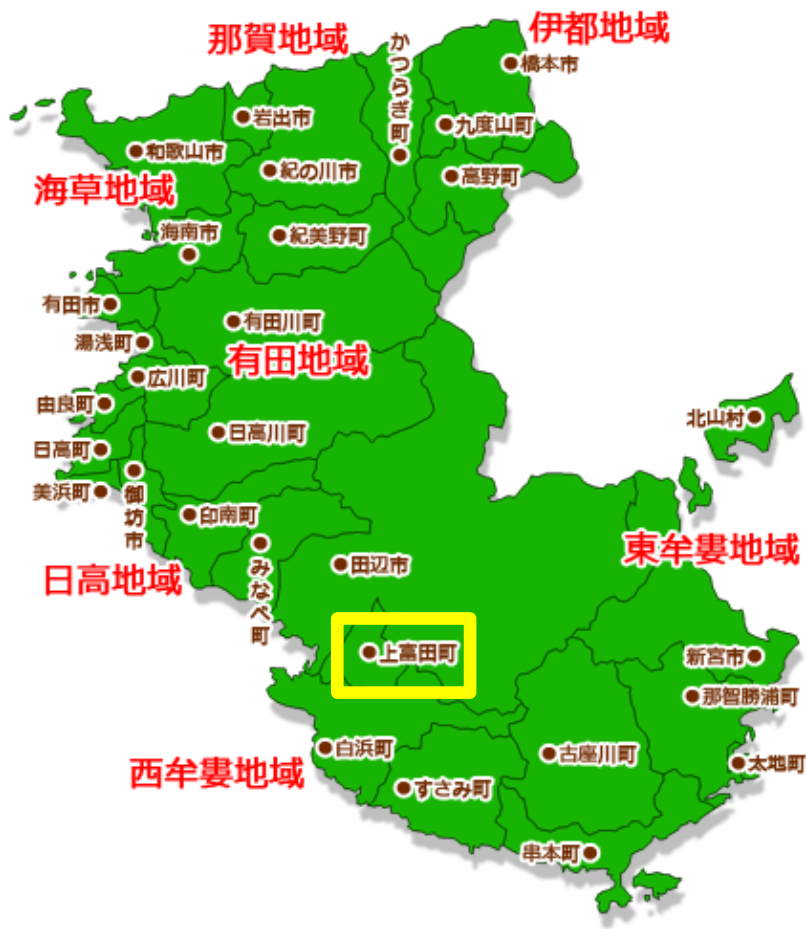 那賀地域
伊都地域
かつらぎ町
橋本市
岩出市
九度山町
和歌山市
紀の川市
高野町
海草地域
海南市
紀美野町
有田市
有田川町
湯浅町
有田地域
広川町
由良町
北山村
日高川町
日高町
美浜町
御坊市
印南町
東牟婁地域
みなべ町
田辺市
日高地域
上富田町
新宮市
那智勝浦町
白浜町
古座川町
太地町
西牟婁地域
すさみ町
串本町